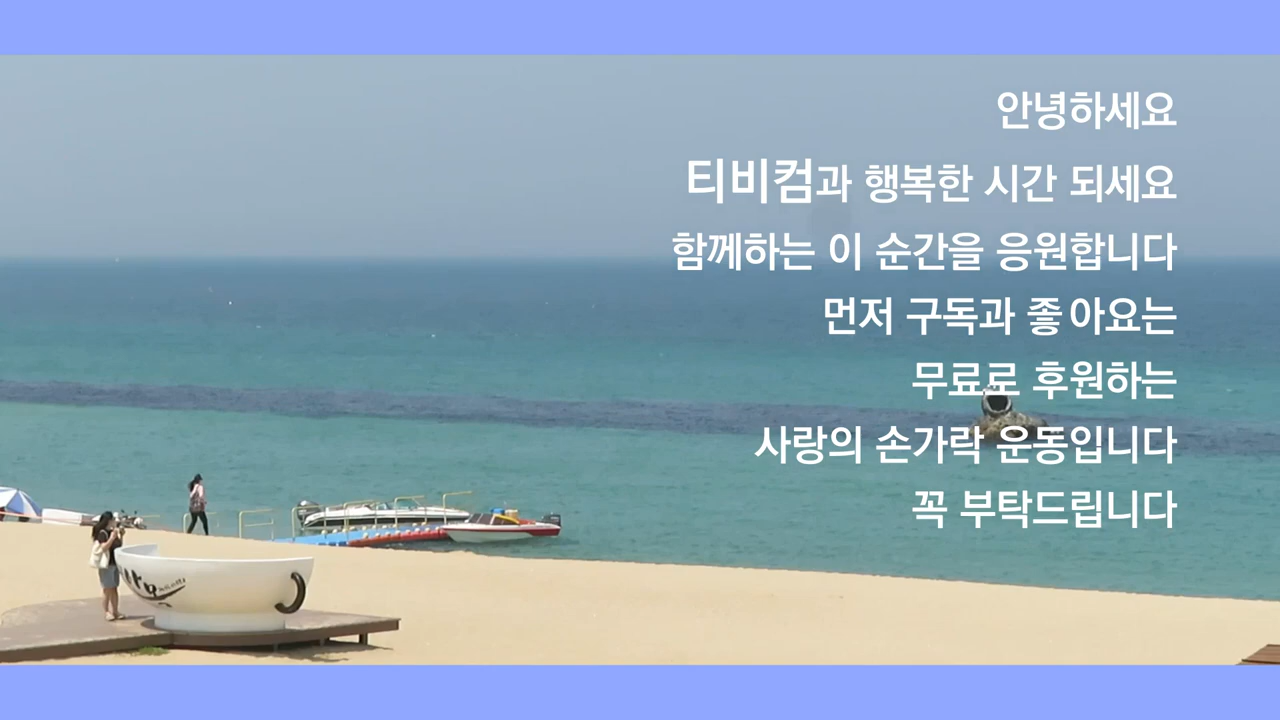 안녕하세요
티비컴과 행복한 시간 되세요
함께하는 이 순간을 응원합니다
먼저 구독과 좋아요는
무료로 후원하는
사랑의 손가락 운동입니다
꼭 부탁드립니다